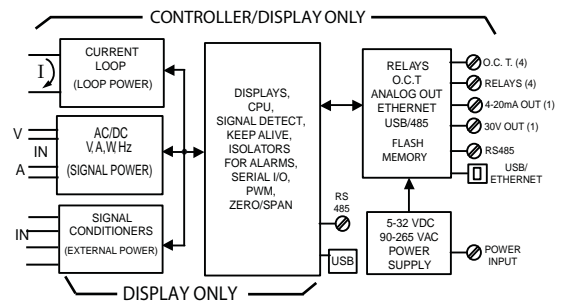 CONTROLLER/DISPLAY ONLY
CURRENT
LOOP
(LOOP POWER)
I
AC/DC
V,A,W,Hz
(SIGNAL POWER)
V
IN
A
SIGNAL
CONDITIONERS
(EXTERNAL POWER)
IN
DISPLAYS,
CPU,
SIGNAL DETECT,
KEEP ALIVE,
ISOLATORS
FOR ALARMS,
SERIAL I/O,
PWM,
ZERO/SPAN
RS
485
USB
RELAYS
O.C.T
ANALOG OUT
ETHERNET
USB/485
FLASH
MEMORY
O.C. T. (4)
RELAYS (4)
4-20mA OUT (1)
30V OUT (1)
RS485
USB/
ETHERNET
5-32 VDC
90-265 VAC
POWER
SUPPLY
POWER
INPUT
DISPLAY ONLY